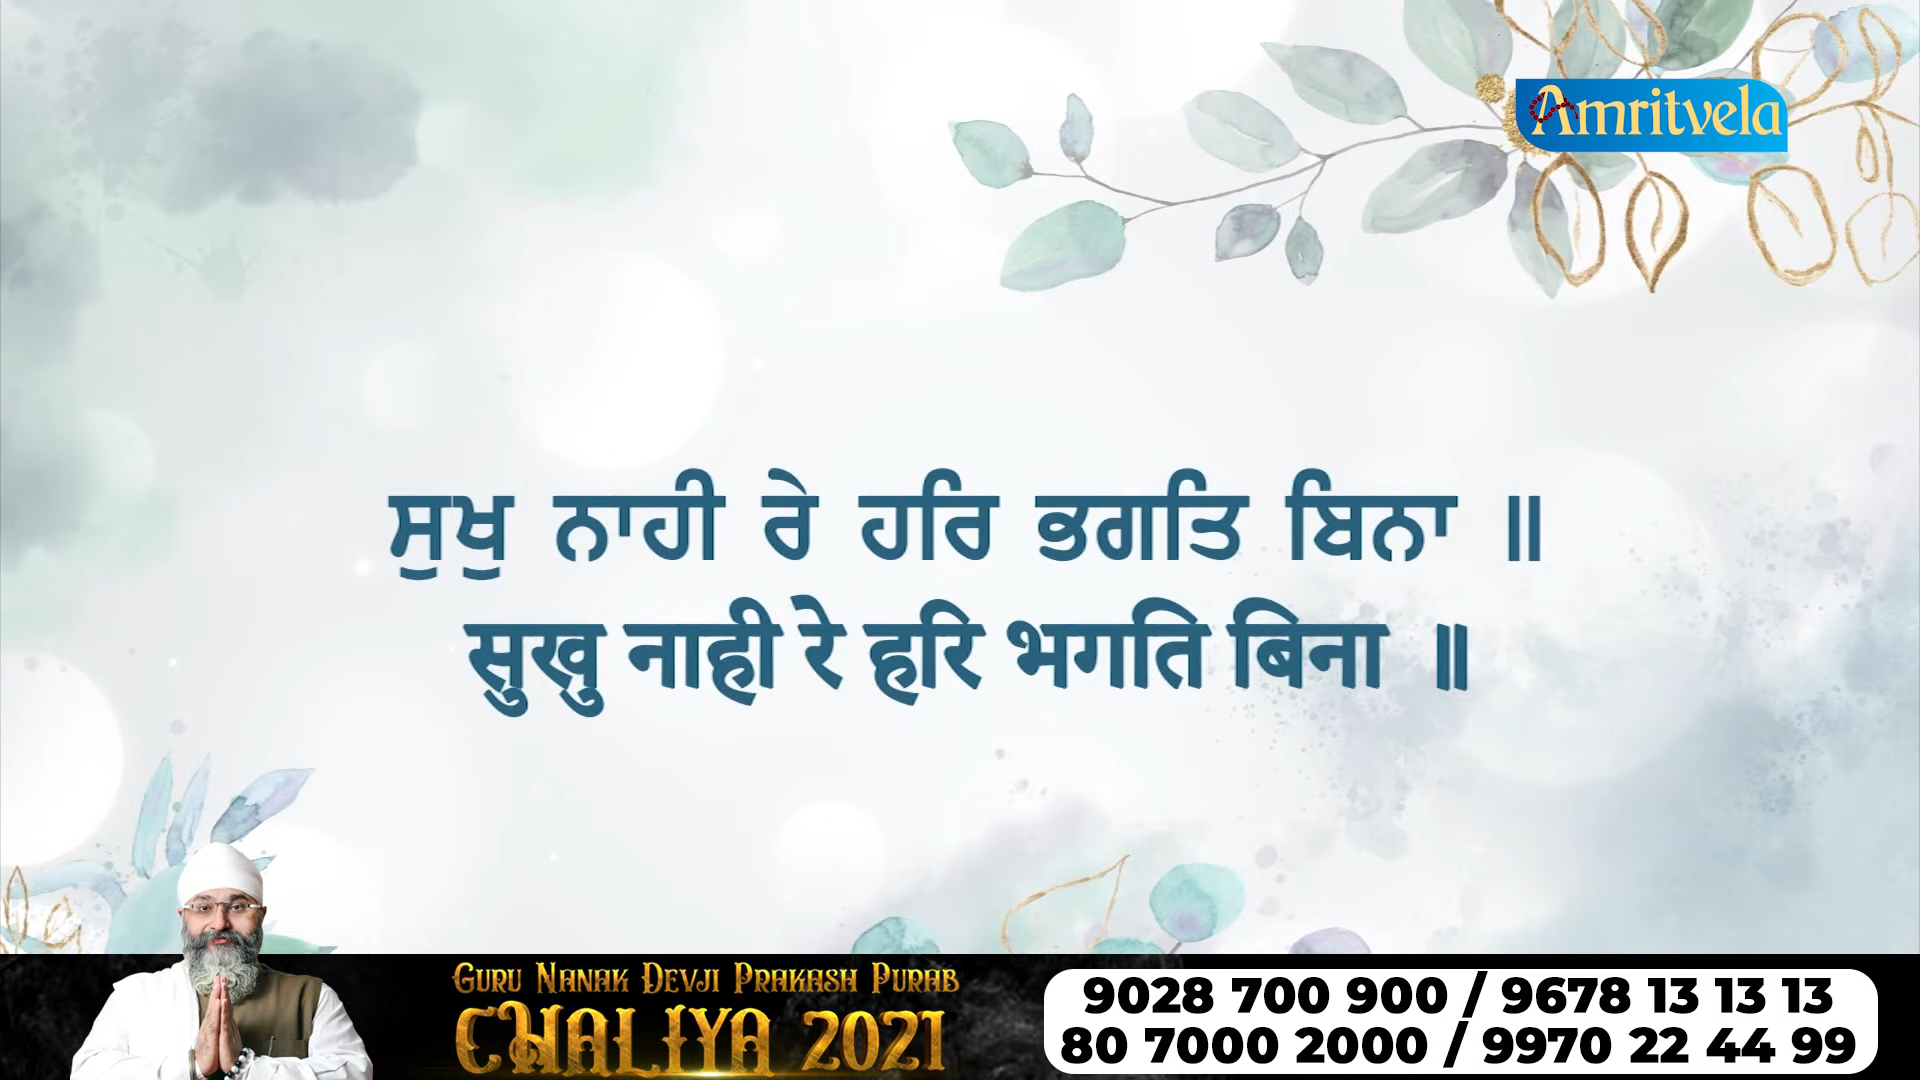 Amritvela
ਸੁਖੁ ਨਾਹੀ ਰੇ ਹਰਿ ਭਗਤਿ ਬਿਨਾ ॥
सुखु नाही रे हरि भगति बिना ॥
GURU NANAK DEVJI PRAKASH PURAB
CHALIYA 2021
9028 700 900 / 9678 13 13 13
80 7000 2000 / 9970 22 44 99